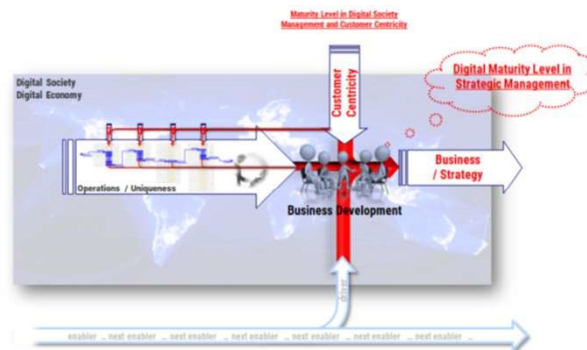 Maturity Level in Digital Society
Management and Customer Centricity
Digital Society
Digital Economy
Customer
Centricity
Digital Maturity Level in
Strategic Management
Business
/ Strategy
Operations / Uniqueness
Business Development
driver
enabler ... next enabler ... next enabler ... next enabler ... next enabler ... next enabler ... next enabler ...